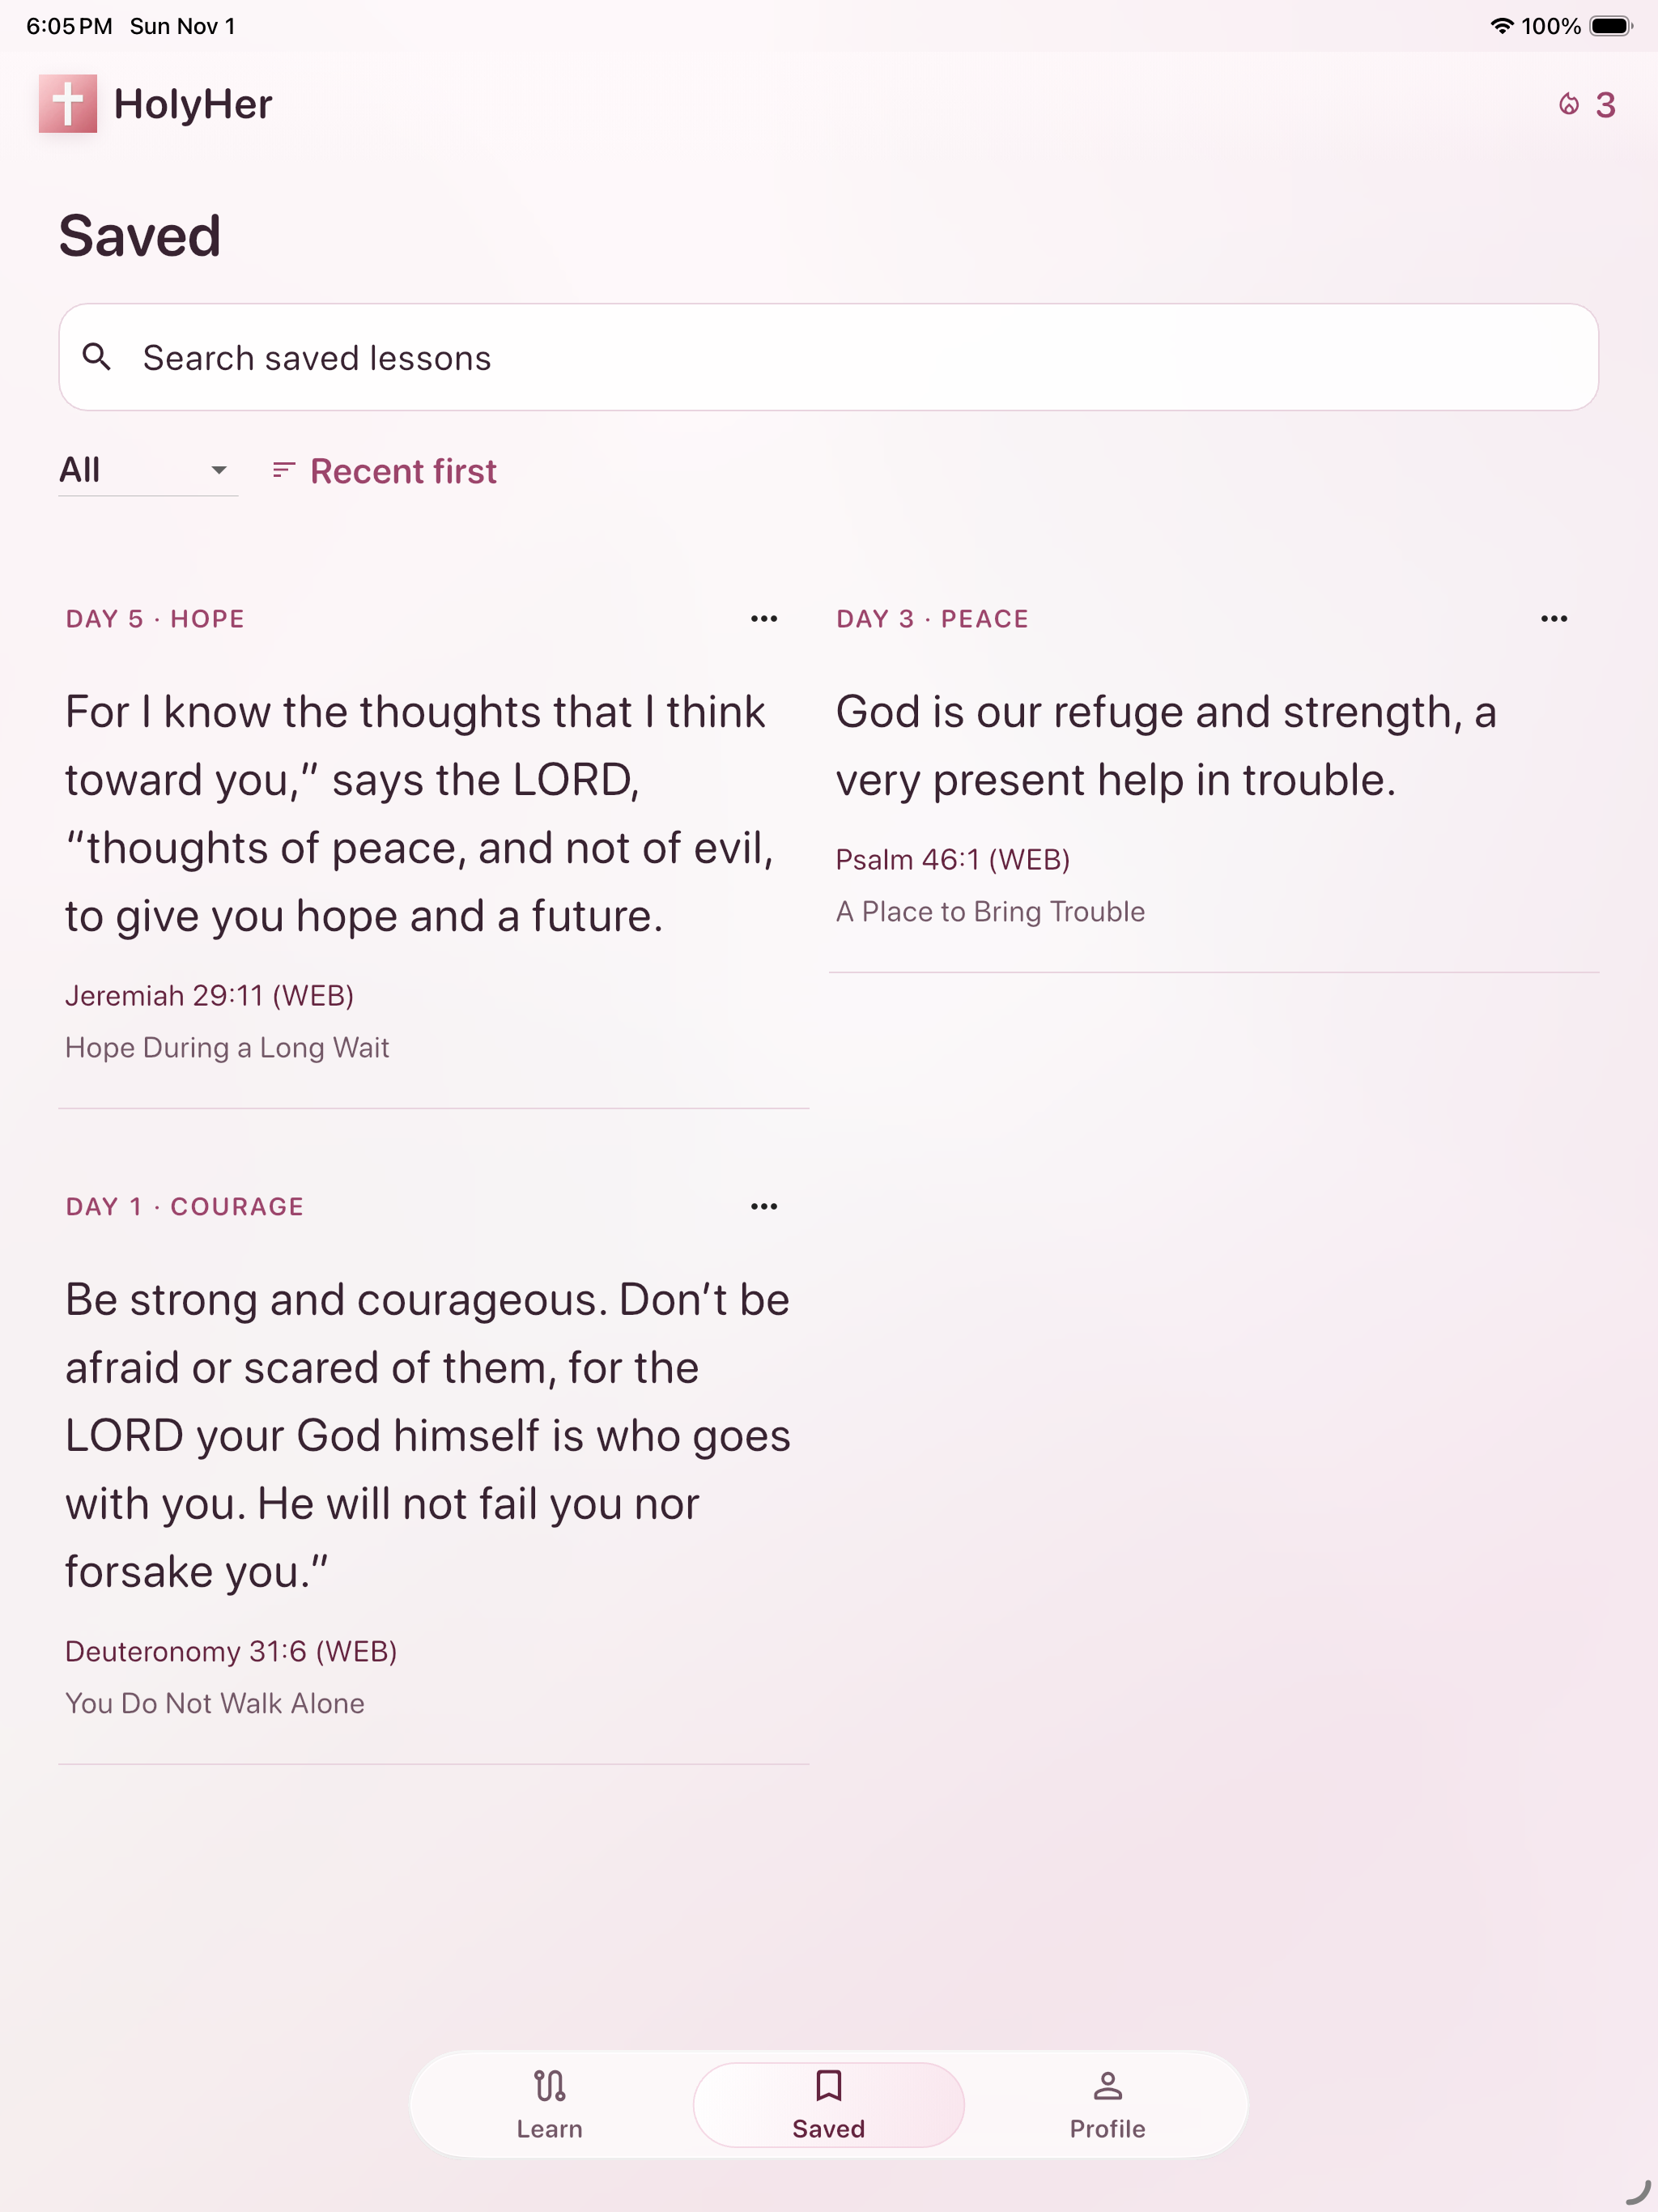 6:05 PM Sun Nov 1
100%
HolyHer
3
Saved
Search saved lessons
All
Recent first
DAY 5 · HOPE
For I know the thoughts that I think
toward you,” says the LORD,
“thoughts of peace, and not of evil,
to give you hope and a future.
Jeremiah 29:11 (WEB)
Hope During a Long Wait
DAY 3 · PEACE
God is our refuge and strength, a
very present help in trouble.
Psalm 46:1 (WEB)
A Place to Bring Trouble
DAY 1 · COURAGE
Be strong and courageous. Don’t be
afraid or scared of them, for the
LORD your God himself is who goes
with you. He will not fail you nor
forsake you.”
Deuteronomy 31:6 (WEB)
You Do Not Walk Alone
Learn
Saved
Profile